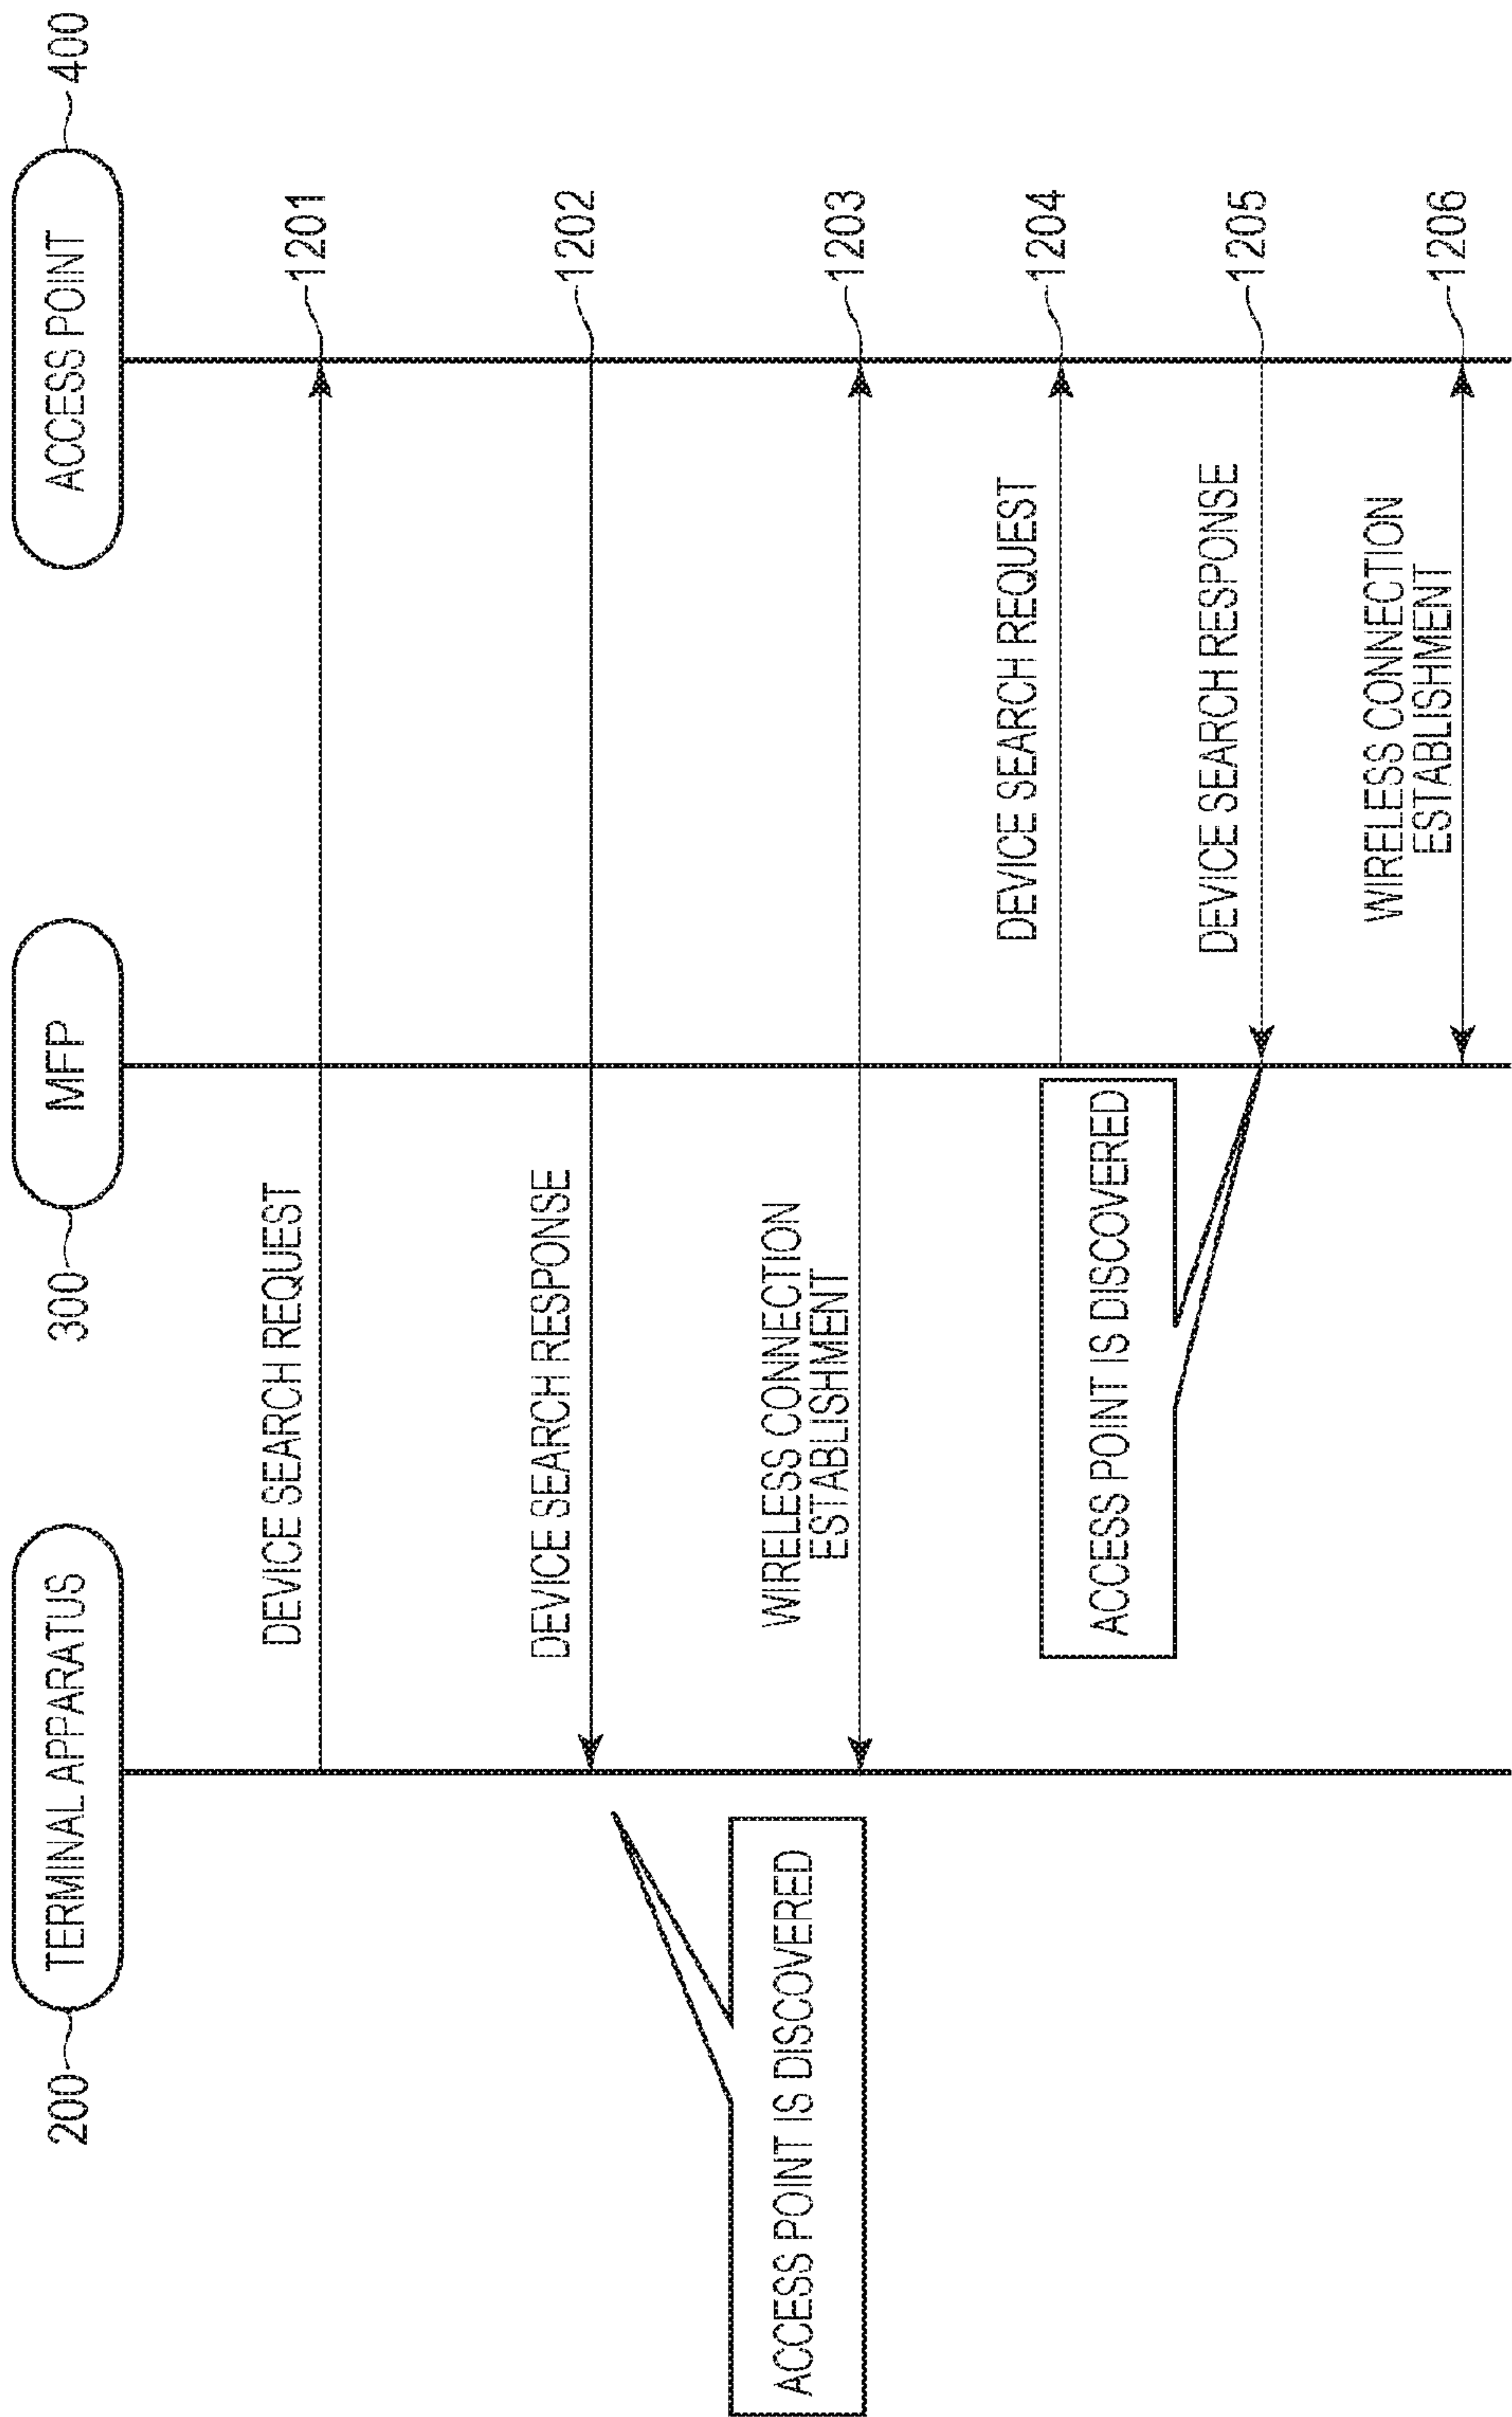 200
TERMINAL APPARATUS
300
MFP
ACCESS POINT
400
DEVICE SEARCH REQUEST
1201
DEVICE SEARCH RESPONSE
1202
ACCESS POINT IS DISCOVERED
WIRELESS CONNECTION
ESTABLISHMENT
1203
DEVICE SEARCH REQUEST
1204
ACCESS POINT IS DISCOVERED
DEVICE SEARCH RESPONSE
1205
WIRELESS CONNECTION
ESTABLISHMENT
1206